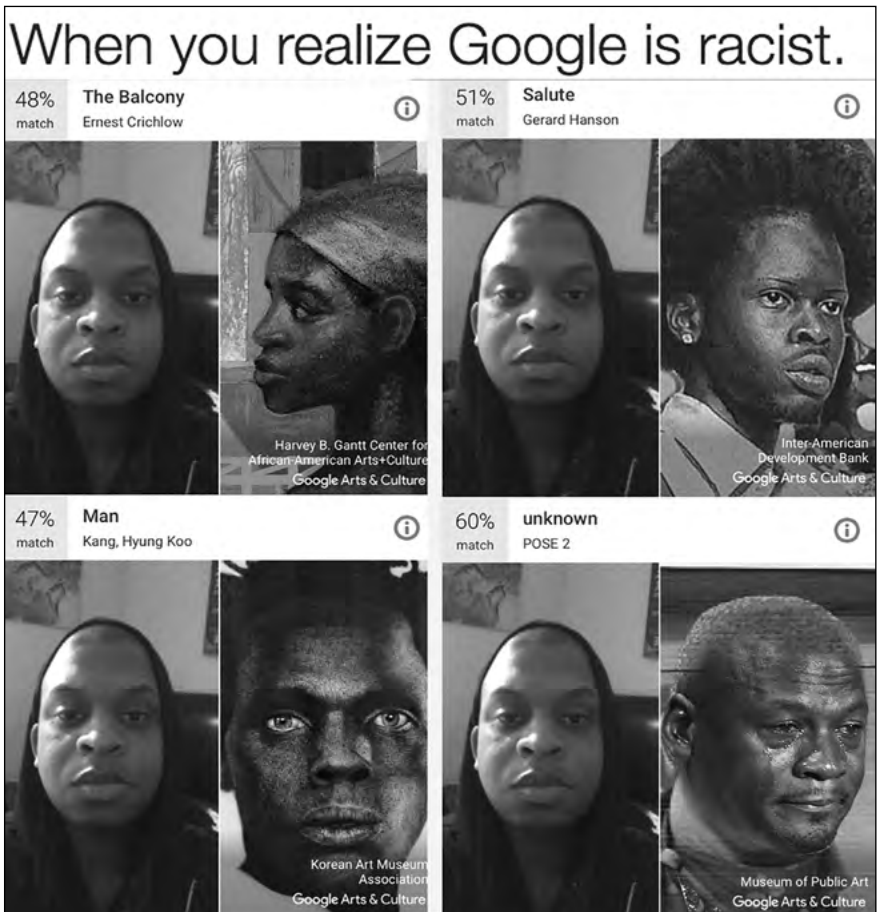 When you realize Google is racist.
48%
match
The Balcony
Ernest Crichlow
Harvey B. Gantt Center for
African-American Arts+Culture
Google Arts & Culture
51%
match
Salute
Gerard Hanson
Inter-American
Development Bank
Google Arts & Culture
47%
match
Man
Kang, Hyung Koo
Korean Art Museum
Association
Google Arts & Culture
60%
match
unknown
POSE 2
Museum of Public Art
Google Arts & Culture